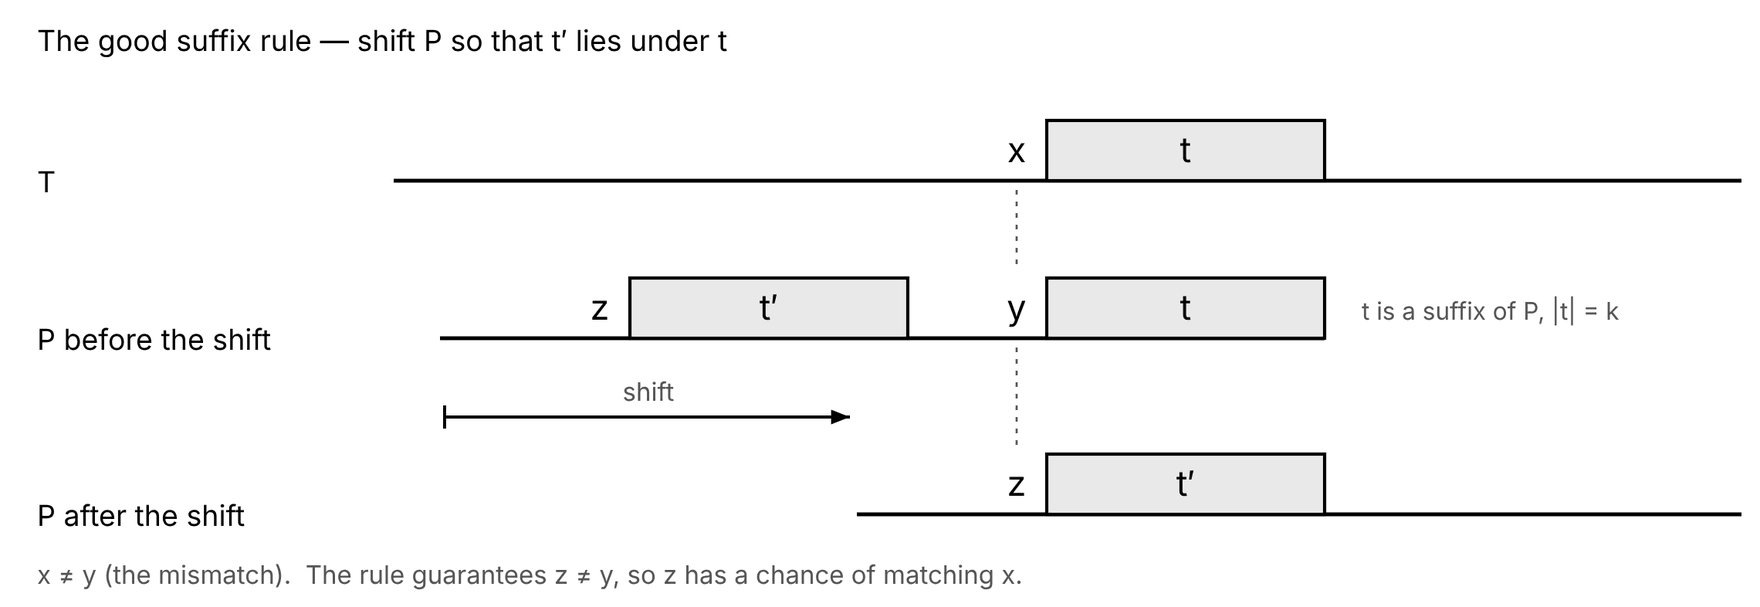 The good suffix rule — shift P so that t′ lies under t
x t
T
z t′ y t t is a suffix of P, |t| = k
P before the shift
shift
z t′
P after the shift
x ≠ y (the mismatch). The rule guarantees z ≠ y, so z has a chance of matching x.